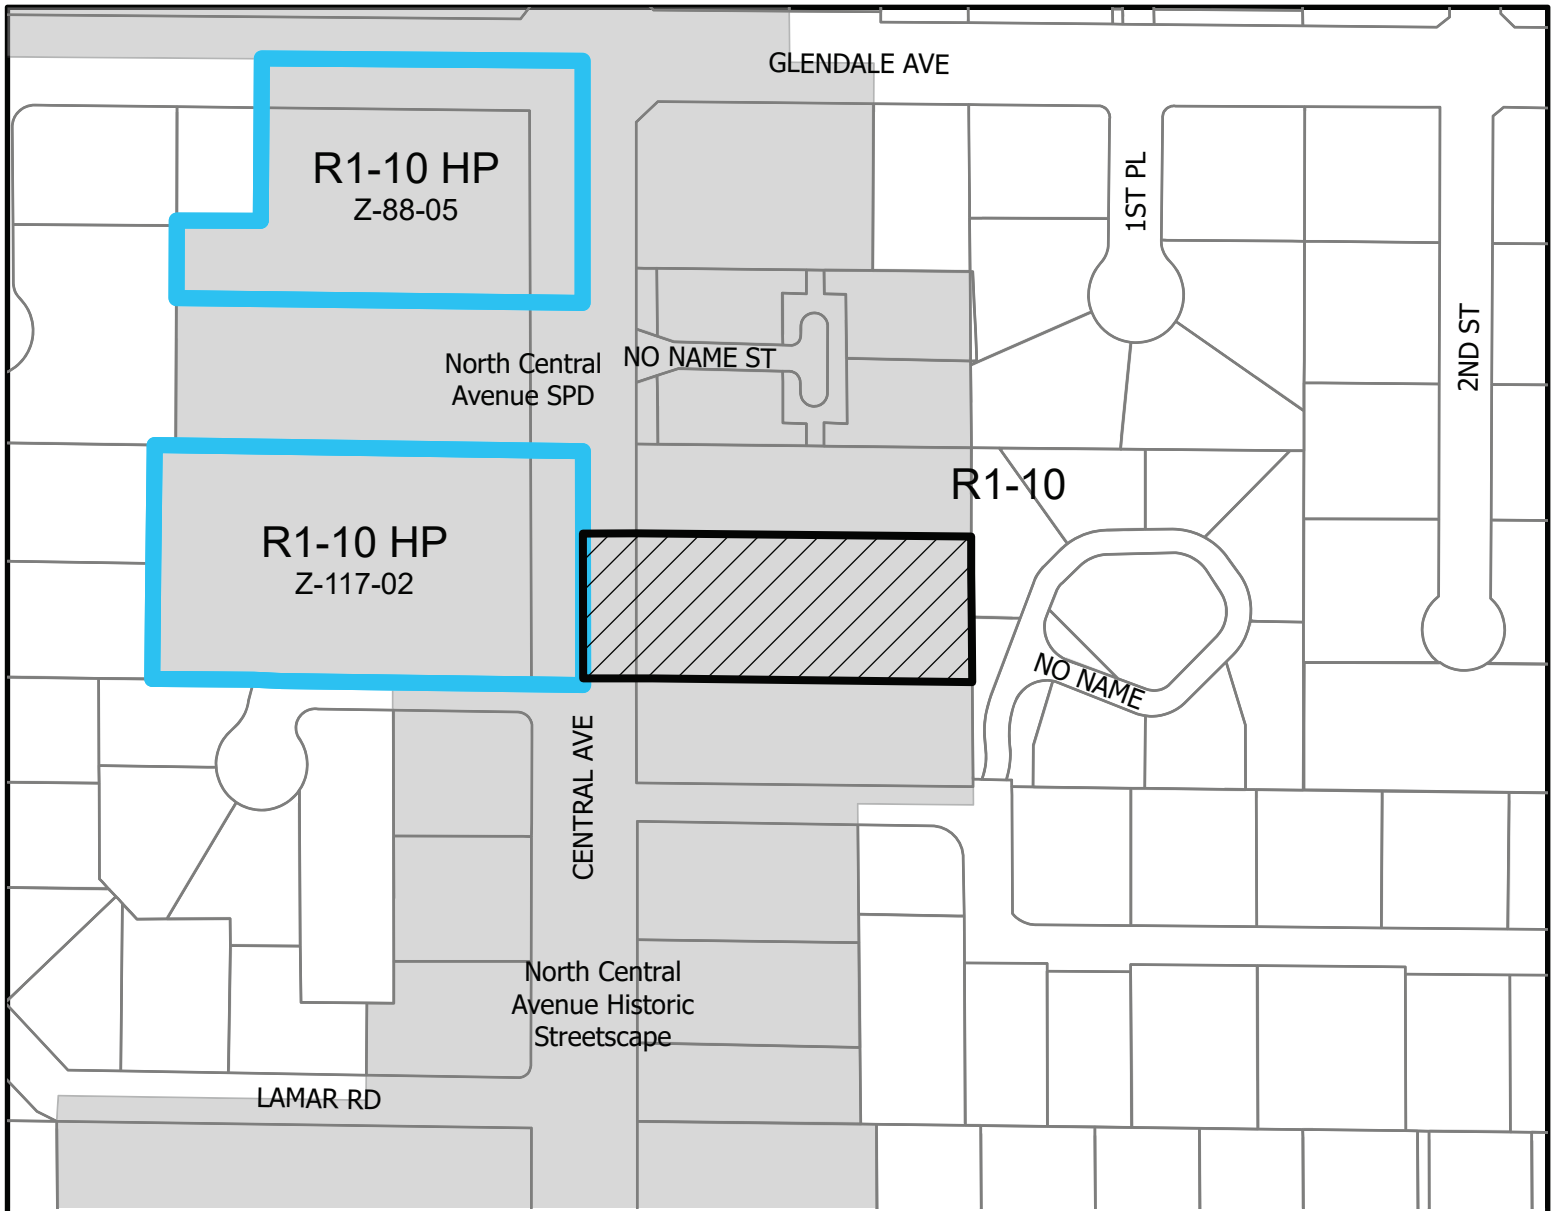 GLENDALE AVE
R1-10 HP
Z-88-05
1ST PL
2ND ST
North Central
Avenue SPD
NO NAME ST
R1-10
R1-10 HP
Z-117-02
NO NAME
CENTRAL AVE
North Central
Avenue Historic
Streetscape
LAMAR RD